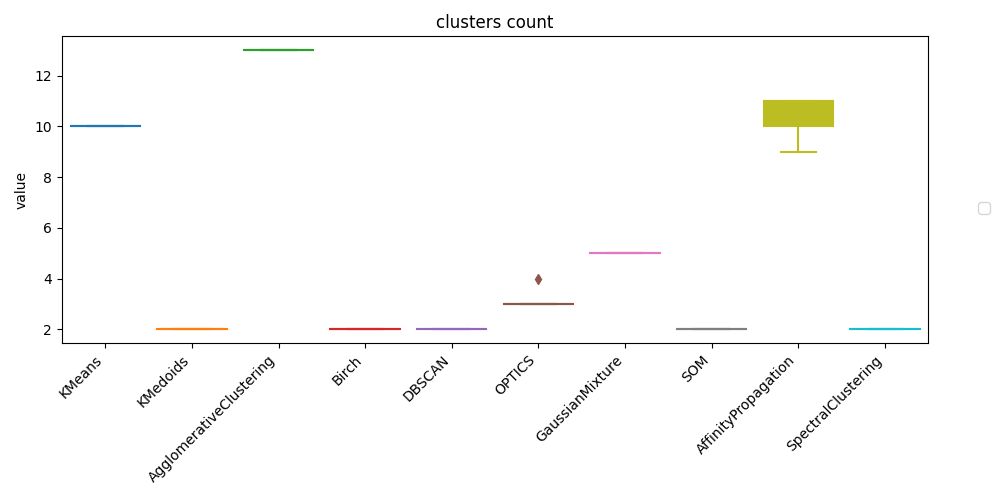 clusters count
value
12
10
8
6
4
2
KMeans
KMedoids
AgglomerativeClustering
Birch
DBSCAN
OPTICS
GaussianMixture
SOM
AffinityPropagation
SpectralClustering